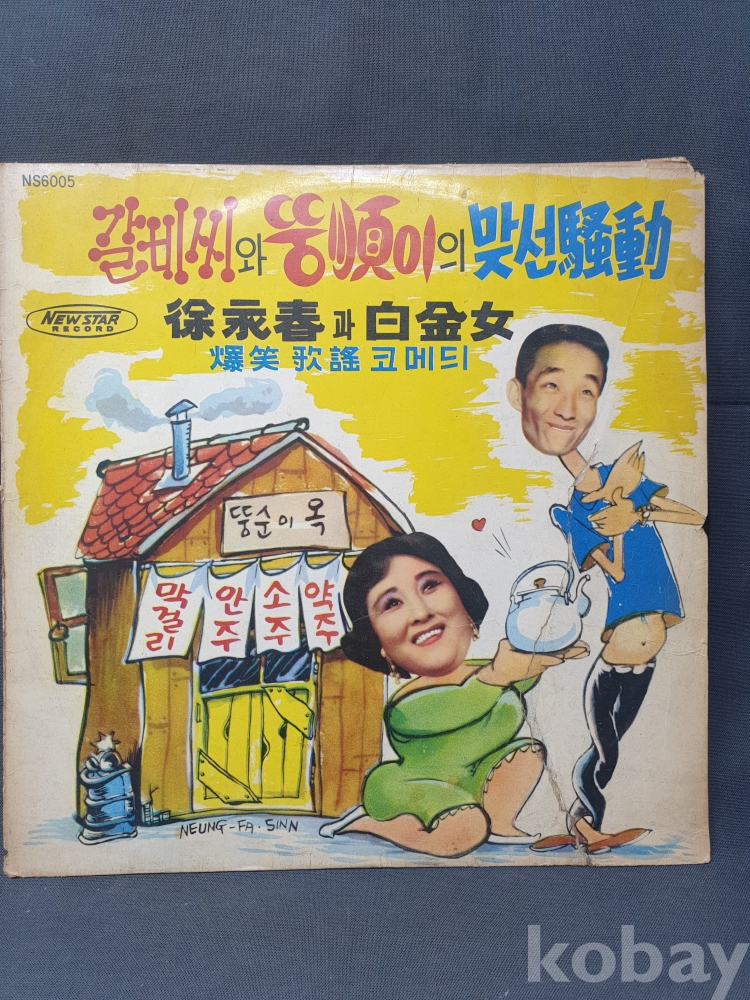 NS6005
갈비씨와 뚱順이의 맞선騷動
NEW STAR
RECORD
徐永春과 白金女
爆笑 歌謠 코메듸
뚱순이 옥
막걸리
안주
소주
약주
NEUNG-FA. SINN
kobay